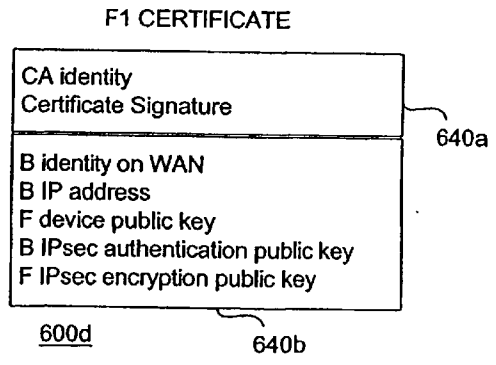 F1 CERTIFICATE
CA identity
Certificate Signature
640a
B identity on WAN
B IP address
F device public key
B IPsec authentication public key
F IPsec encryption public key
600d
640b